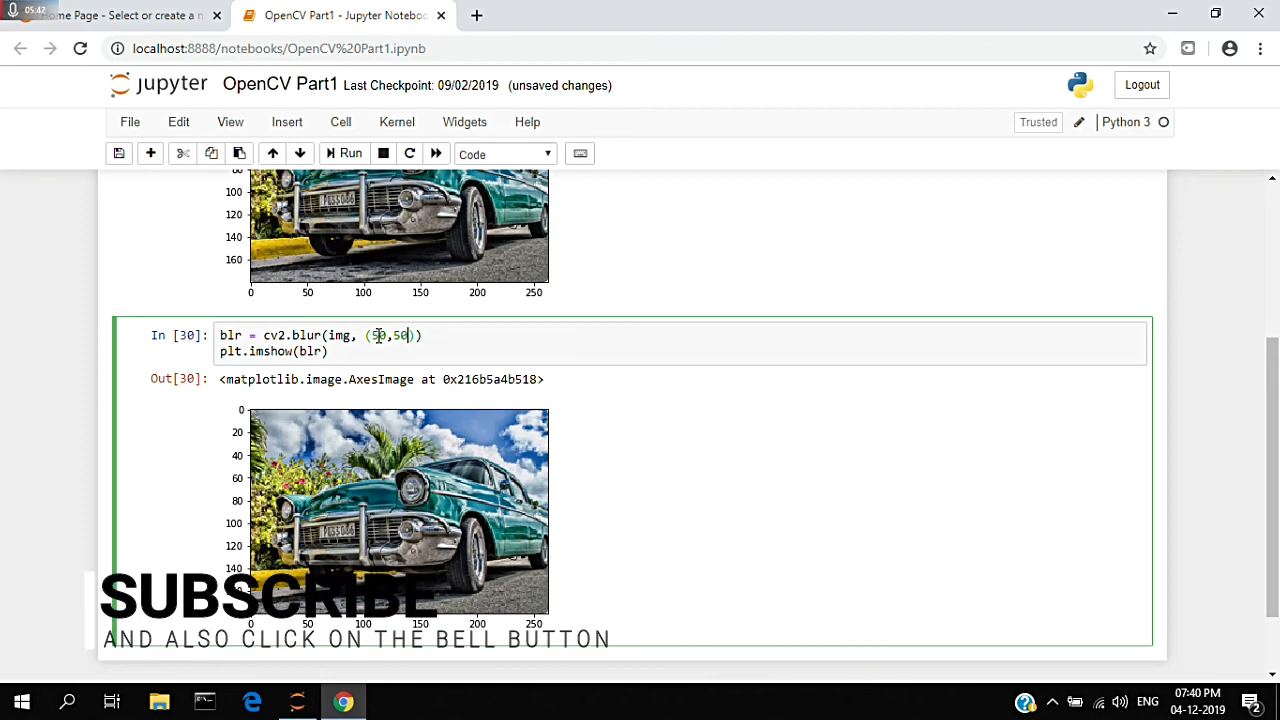 05:42
Home Page - Select or create a n
OpenCV Part1 - Jupyter Noteboo
localhost:8888/notebooks/OpenCV%20Part1.ipynb
jupyter OpenCV Part1 Last Checkpoint: 09/02/2019 (unsaved changes)
Logout
File Edit View Insert Cell Kernel Widgets Help
Trusted
Python 3
Run
Code
80
100
120
140
160
0 50 100 150 200 250
In [30]: blr = cv2.blur(img, (50,50))
plt.imshow(blr)
Out[30]: <matplotlib.image.AxesImage at 0x216b5a4b518>
0
20
40
60
80
100
120
140
0 50 100 150 200 250
SUBSCRIBE
AND ALSO CLICK ON THE BELL BUTTON
ENG
07:40 PM
04-12-2019
2